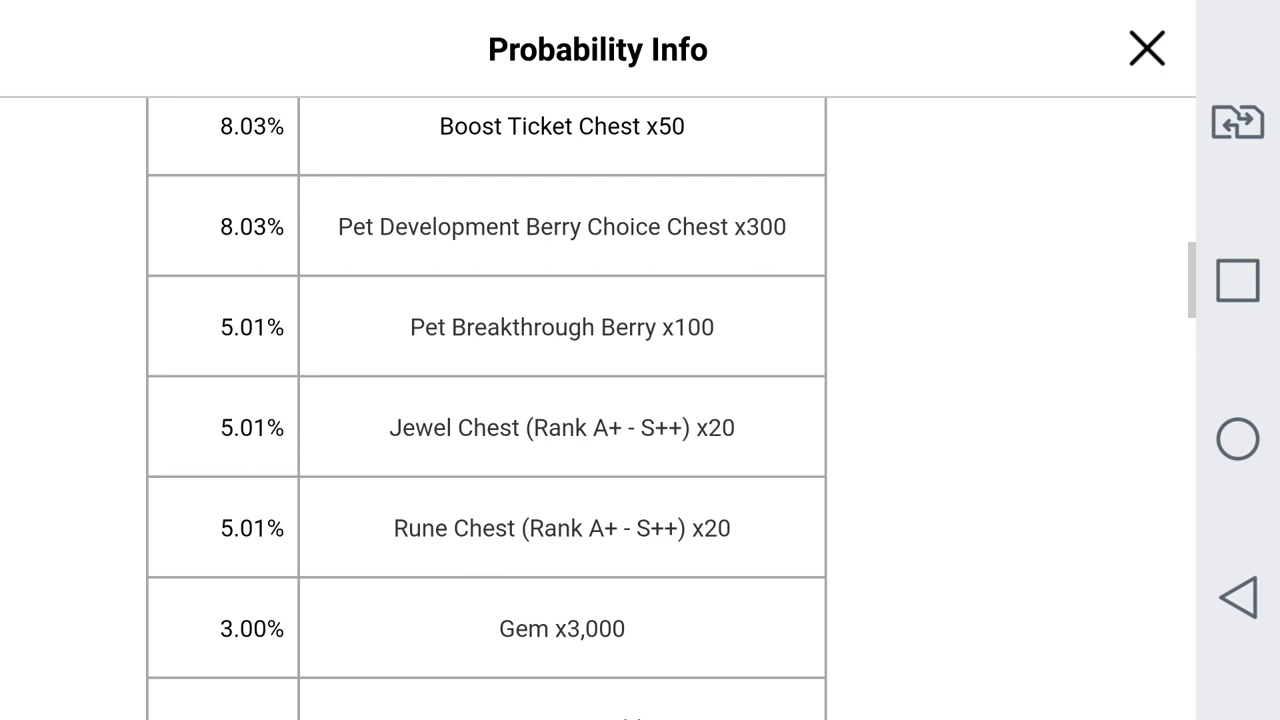 Probability Info
8.03% Boost Ticket Chest x50
8.03% Pet Development Berry Choice Chest x300
5.01% Pet Breakthrough Berry x100
5.01% Jewel Chest (Rank A+ - S++) x20
5.01% Rune Chest (Rank A+ - S++) x20
3.00% Gem x3,000